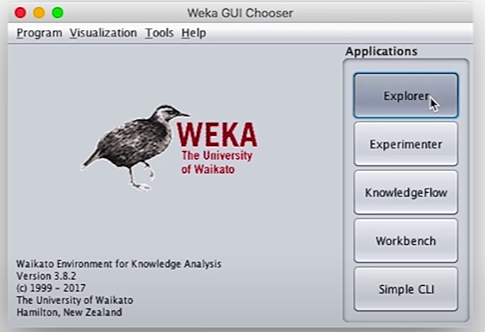 Weka GUI Chooser
Program Visualization Tools Help
Applications
Explorer
Experimenter
KnowledgeFlow
Workbench
Simple CLI
WEKA
The University
of Waikato
Waikato Environment for Knowledge Analysis
Version 3.8.2
(c) 1999 - 2017
The University of Waikato
Hamilton, New Zealand